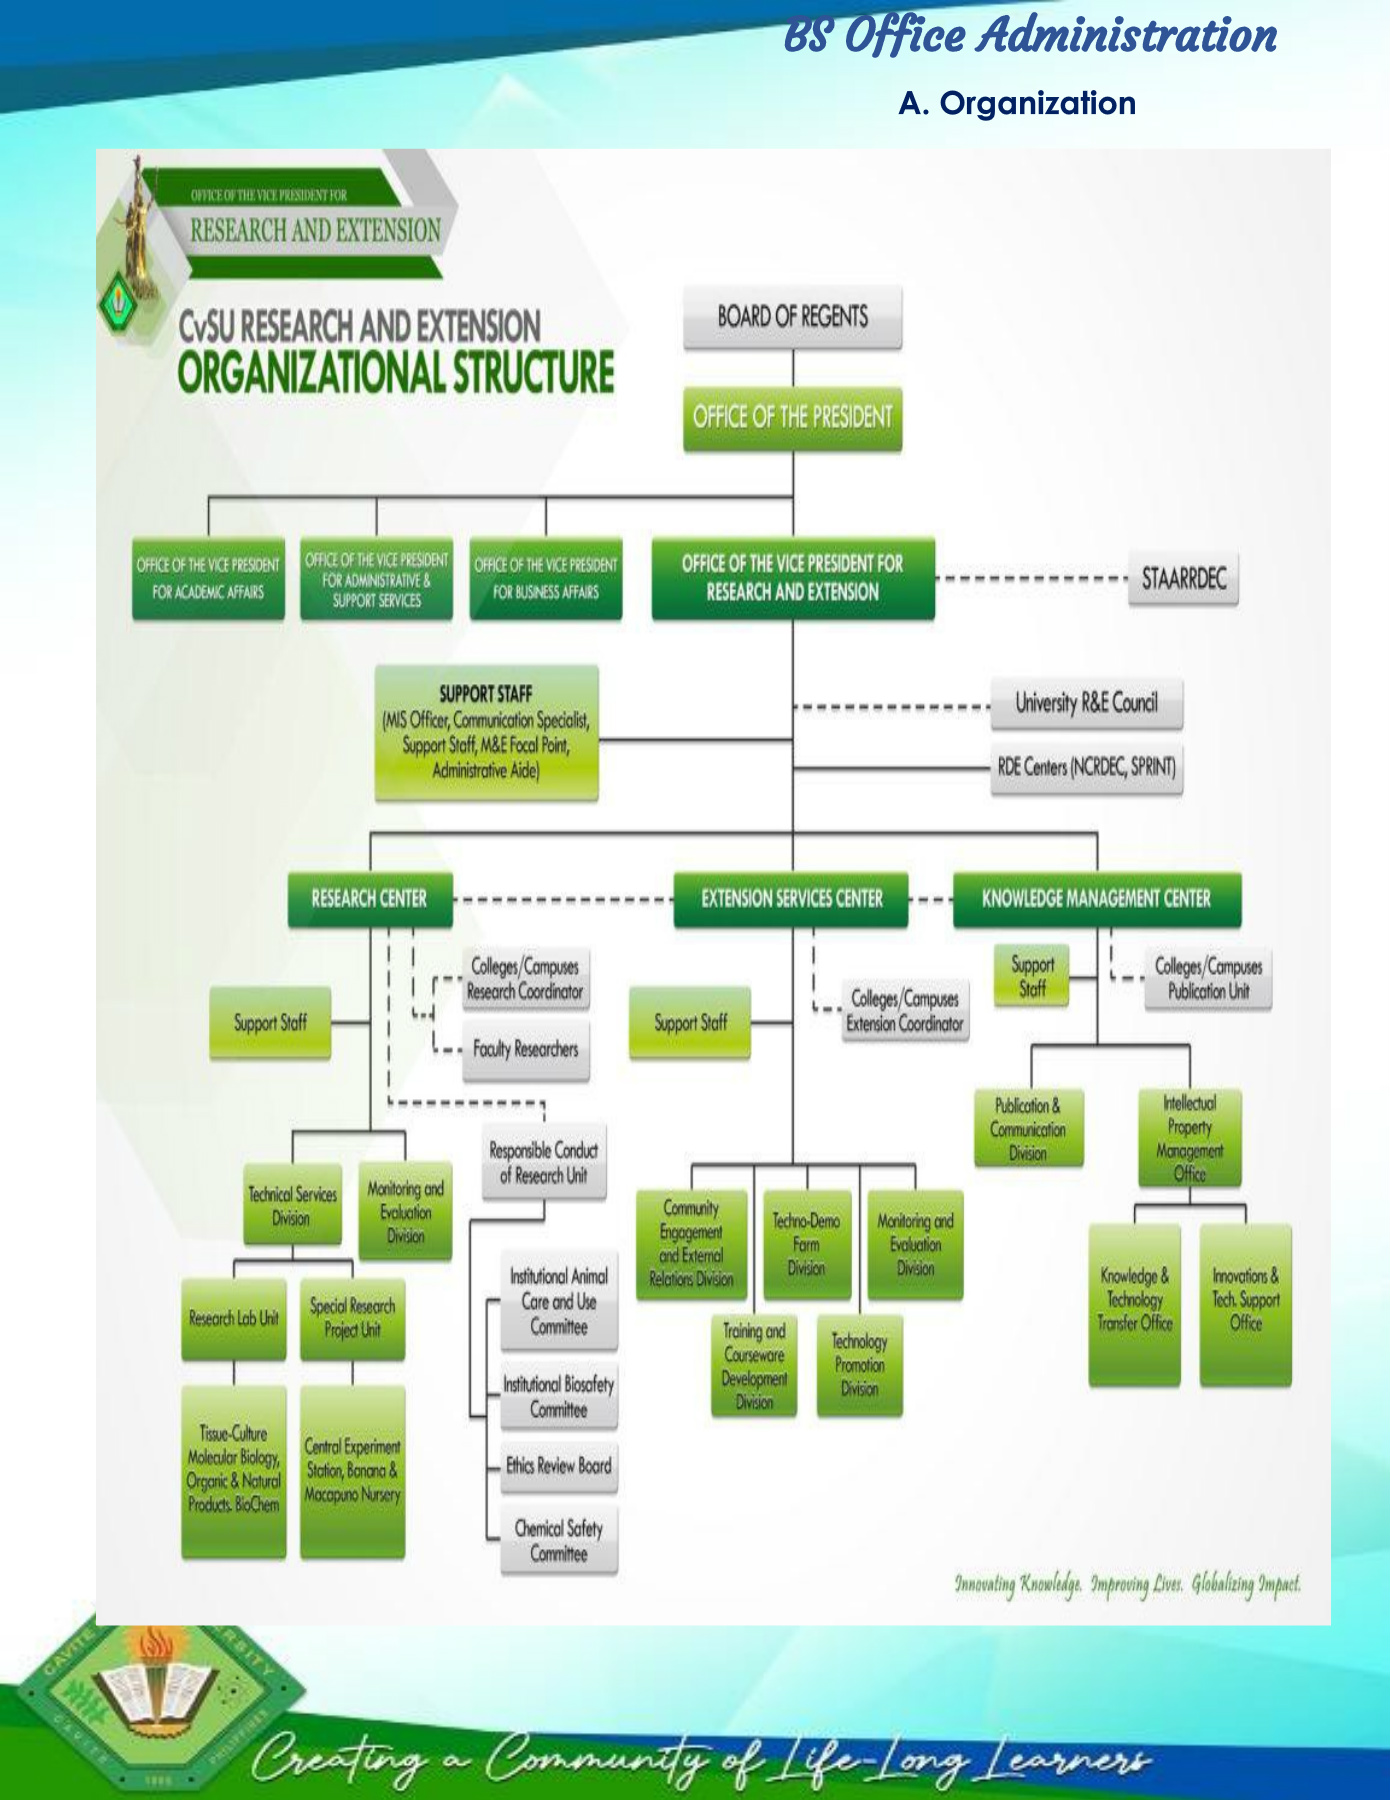 BS Office Administration
A. Organization
OFFICE OF THE VICE PRESIDENT FOR
RESEARCH AND EXTENSION
CvSU RESEARCH AND EXTENSION
ORGANIZATIONAL STRUCTURE
BOARD OF REGENTS
OFFICE OF THE PRESIDENT
OFFICE OF THE VICE PRESIDENT
FOR ACADEMIC AFFAIRS
OFFICE OF THE VICE PRESIDENT
FOR ADMINISTRATIVE &
SUPPORT SERVICES
OFFICE OF THE VICE PRESIDENT
FOR BUSINESS AFFAIRS
OFFICE OF THE VICE PRESIDENT FOR
RESEARCH AND EXTENSION
STAARRDEC
SUPPORT STAFF
(MIS Officer, Communication Specialist,
Support Staff, M&E Focal Point,
Administrative Aide)
University R&E Council
RDE Centers (NCRDEC, SPRINT)
RESEARCH CENTER
EXTENSION SERVICES CENTER
KNOWLEDGE MANAGEMENT CENTER
Colleges/Campuses
Research Coordinator
Support Staff
Faculty Researchers
Support Staff
Colleges/Campuses
Extension Coordinator
Support
Staff
Colleges/Campuses
Publication Unit
Publication &
Communication
Division
Intellectual
Property
Management
Office
Responsible Conduct
of Research Unit
Technical Services
Division
Monitoring and
Evaluation
Division
Community
Engagement
and External
Relations Division
Techno-Demo
Farm
Division
Monitoring and
Evaluation
Division
Knowledge &
Technology
Transfer Office
Innovations &
Tech. Support
Office
Research Lab Unit
Special Research
Project Unit
Institutional Animal
Care and Use
Committee
Training and
Courseware
Development
Division
Technology
Promotion
Division
Institutional Biosafety
Committee
Tissue-Culture
Molecular Biology,
Organic & Natural
Products. BioChem
Central Experiment
Station, Banana &
Macapuno Nursery
Ethics Review Board
Chemical Safety
Committee
Innovating Knowledge. Improving Lives. Globalizing Impact.
CAVITE
ERSITY
CAVITE
PHILIPPINES
1906
Creating a Community of Life-Long Learners